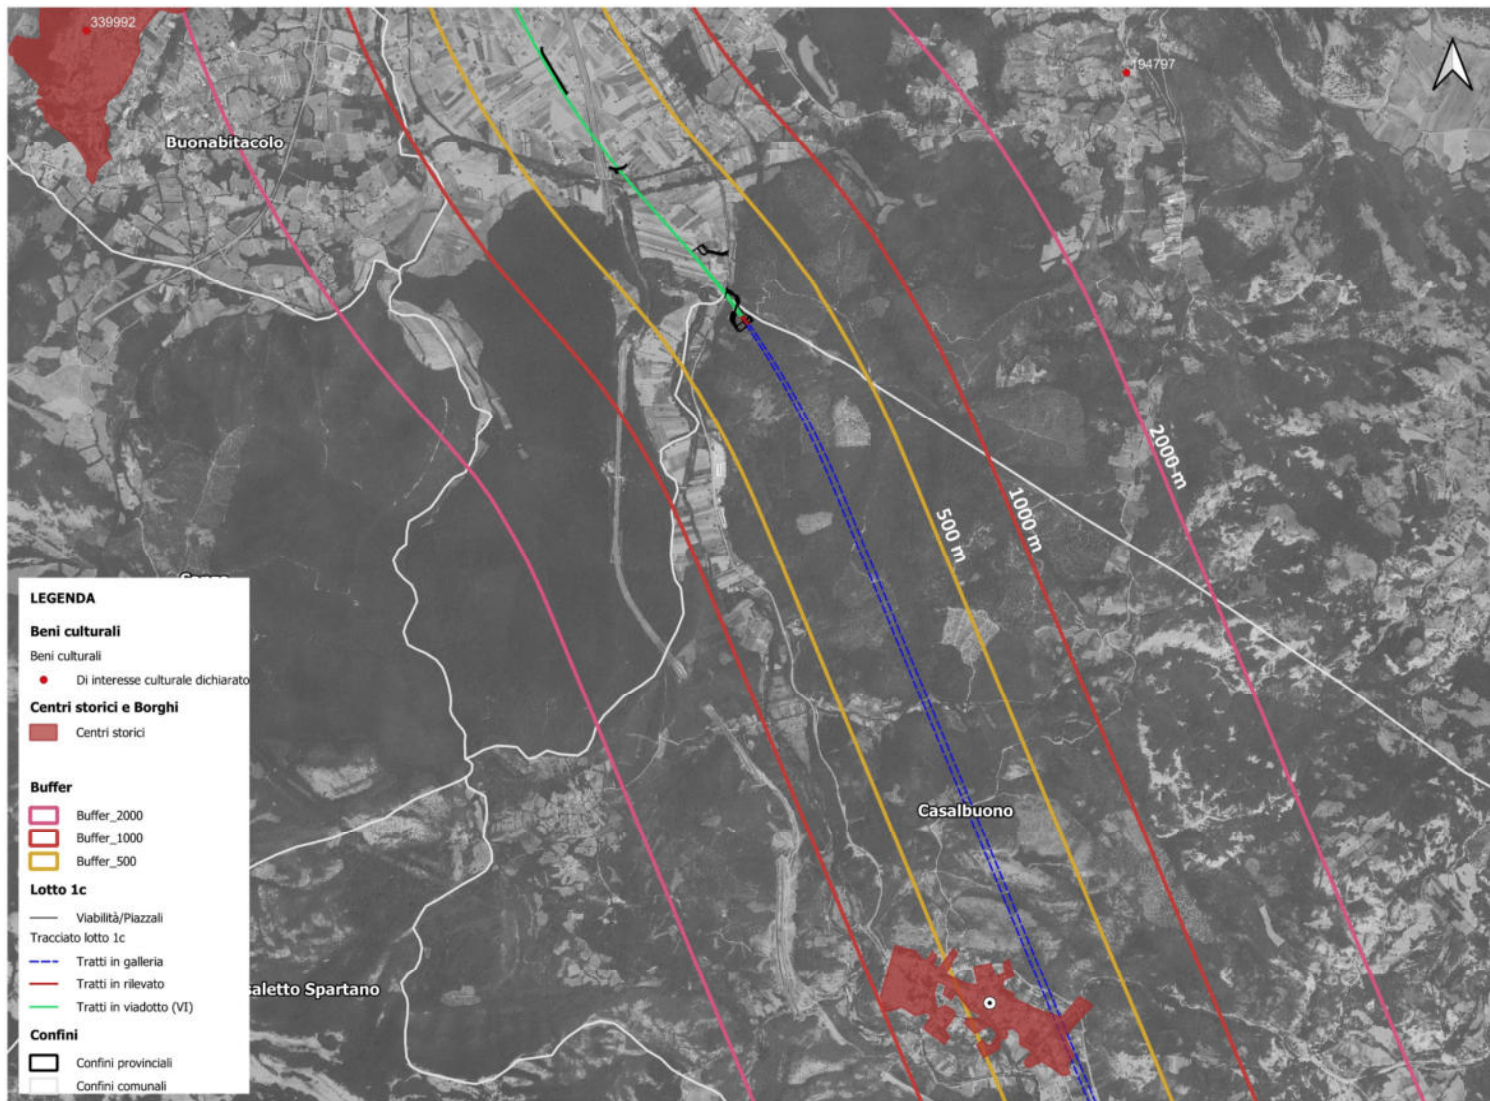 339992
194797
Buonabitacolo
2000 m
1000 m
500 m
Casalbuono
saletto Spartano
LEGENDA
Beni culturali
Beni culturali
Di interesse culturale dichiarato
Centri storici e Borghi
Centri storici
Buffer
Buffer_2000
Buffer_1000
Buffer_500
Lotto 1c
Viabilità/Piazzali
Tracciato lotto 1c
Tratti in galleria
Tratti in rilevato
Tratti in viadotto (VI)
Confini
Confini provinciali
Confini comunali